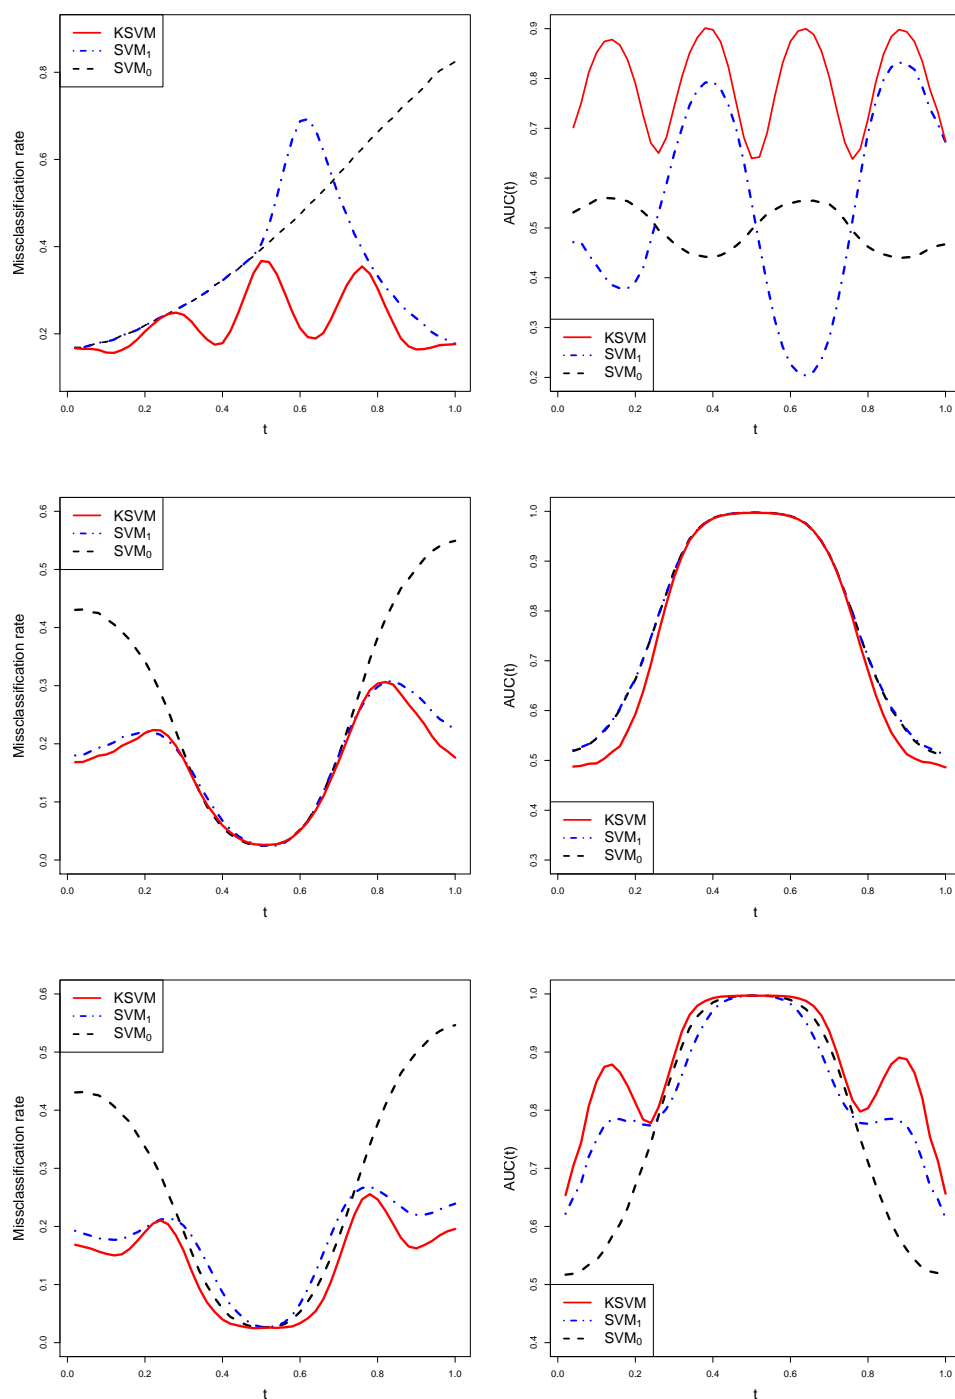 KSVM
SVM1
SVM0
Missclassification rate
0.2 0.4 0.6 0.8
0.0 0.2 0.4 0.6 0.8 1.0
t
AUC(t)
0.2 0.3 0.4 0.5 0.6 0.7 0.8 0.9
KSVM
SVM1
SVM0
0.0 0.2 0.4 0.6 0.8 1.0
t
KSVM
SVM1
SVM0
Missclassification rate
0.0 0.1 0.2 0.3 0.4 0.5 0.6
0.0 0.2 0.4 0.6 0.8 1.0
t
AUC(t)
0.3 0.4 0.5 0.6 0.7 0.8 0.9 1.0
KSVM
SVM1
SVM0
0.0 0.2 0.4 0.6 0.8 1.0
t
KSVM
SVM1
SVM0
Missclassification rate
0.0 0.1 0.2 0.3 0.4 0.5 0.6
0.0 0.2 0.4 0.6 0.8 1.0
t
AUC(t)
0.4 0.5 0.6 0.7 0.8 0.9 1.0
KSVM
SVM1
SVM0
0.0 0.2 0.4 0.6 0.8 1.0
t